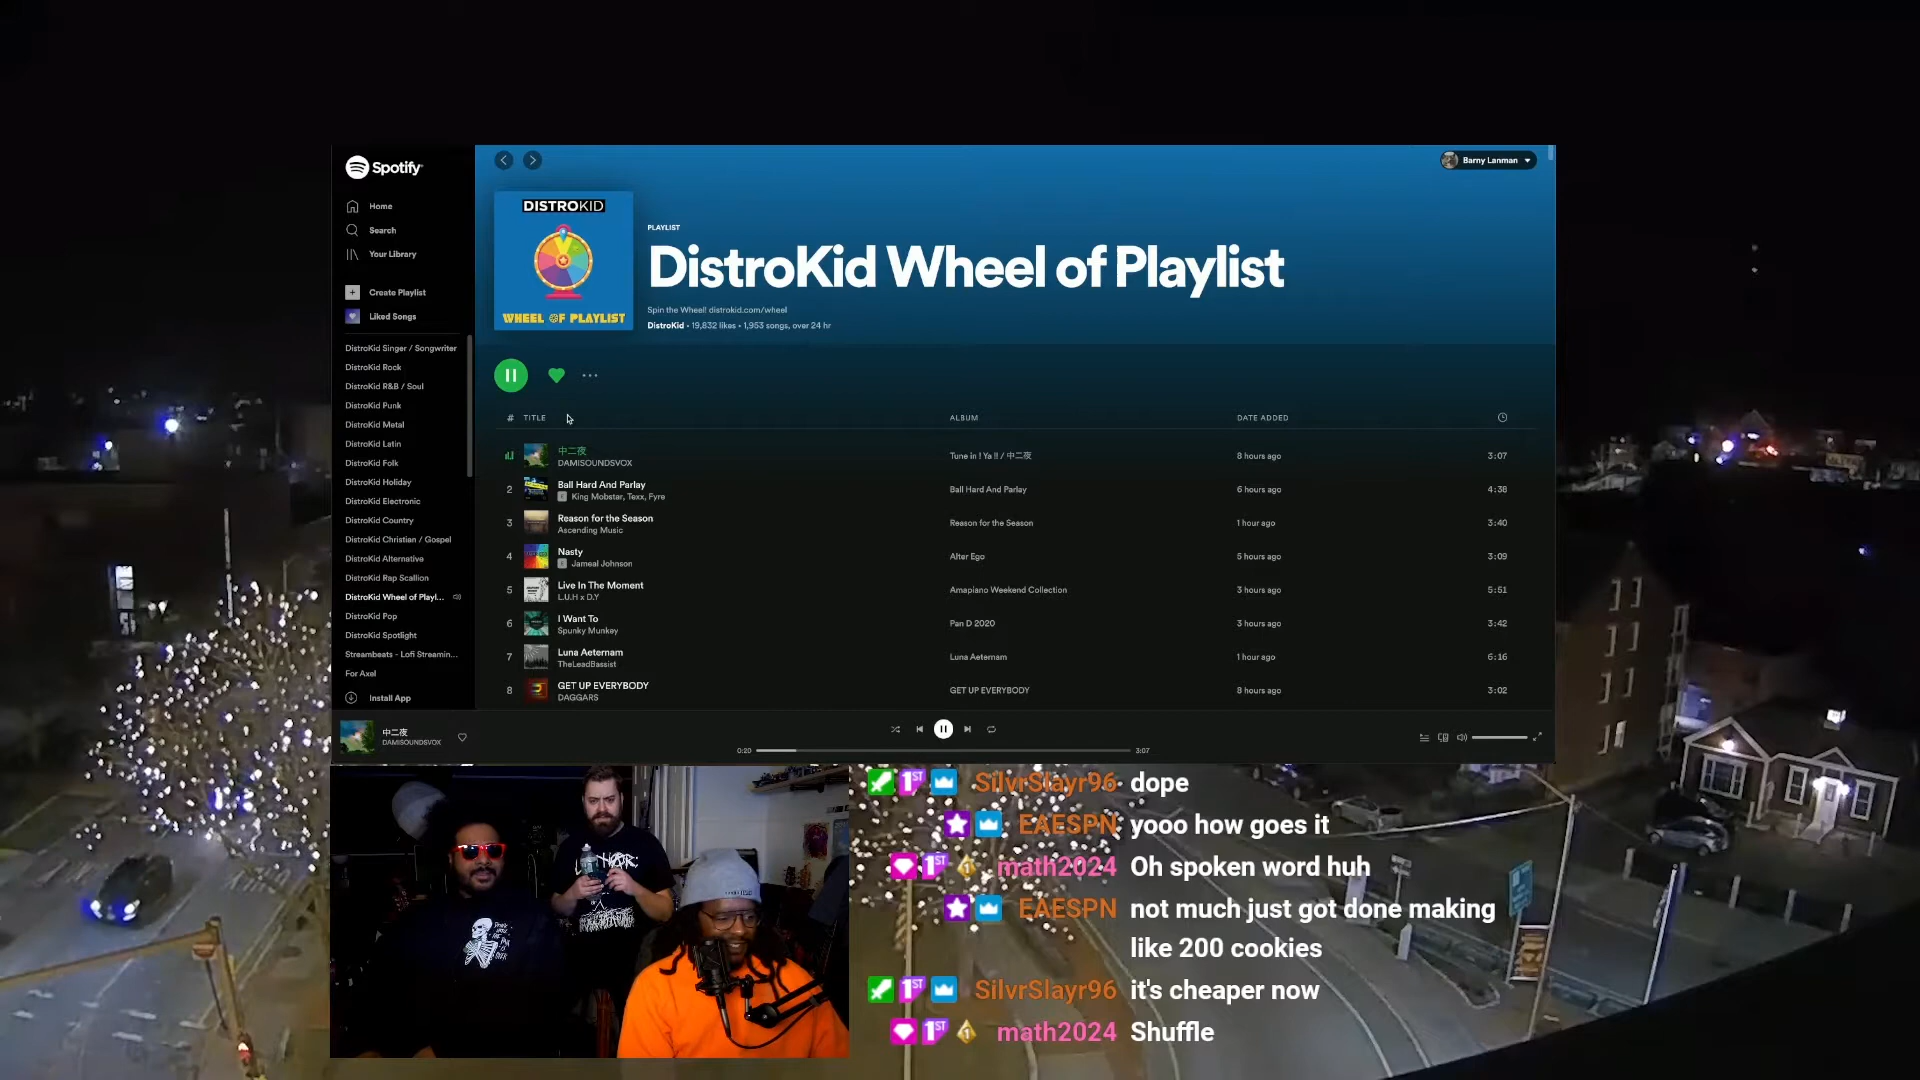 Spotify
Home
Search
Your Library
Create Playlist
Liked Songs
DistroKid Singer / Songwriter
DistroKid Rock
DistroKid R&B / Soul
DistroKid Punk
DistroKid Metal
DistroKid Latin
DistroKid Folk
DistroKid Holiday
DistroKid Electronic
DistroKid Country
DistroKid Christian / Gospel
DistroKid Alternative
DistroKid Rap Scallion
DistroKid Wheel of Playl...
DistroKid Pop
DistroKid Spotlight
Streambeats - Lofi Streamin...
For Axel
Install App
Barny Lanman
DISTROKID
WHEEL OF PLAYLIST
PLAYLIST
DistroKid Wheel of Playlist
Spin the Wheel! distrokid.com/wheel
DistroKid • 19,832 likes • 1,953 songs, over 24 hr
# TITLE ALBUM DATE ADDED
中二夜 Tune in ! Ya !! / 中二夜 8 hours ago 3:07
DAMISOUNDSVOX
2 Ball Hard And Parlay Ball Hard And Parlay 6 hours ago 4:38
E King Mobstar, Texx, Fyre
3 Reason for the Season Reason for the Season 1 hour ago 3:40
Ascending Music
4 Nasty Alter Ego 5 hours ago 3:09
E Jameal Johnson
5 Live In The Moment Amapiano Weekend Collection 3 hours ago 5:51
L.U.H x D.Y
6 I Want To Pan D 2020 3 hours ago 3:42
Spunky Munkey
7 Luna Aeternam Luna Aeternam 1 hour ago 6:16
TheLeadBassist
8 GET UP EVERYBODY GET UP EVERYBODY 8 hours ago 3:02
DAGGARS
中二夜
DAMISOUNDSVOX
0:20 3:07
1ST SilvrSlayr96: dope
EAESPN: yooo how goes it
1ST math2024: Oh spoken word huh
EAESPN: not much just got done making
like 200 cookies
1ST SilvrSlayr96: it's cheaper now
1ST math2024: Shuffle